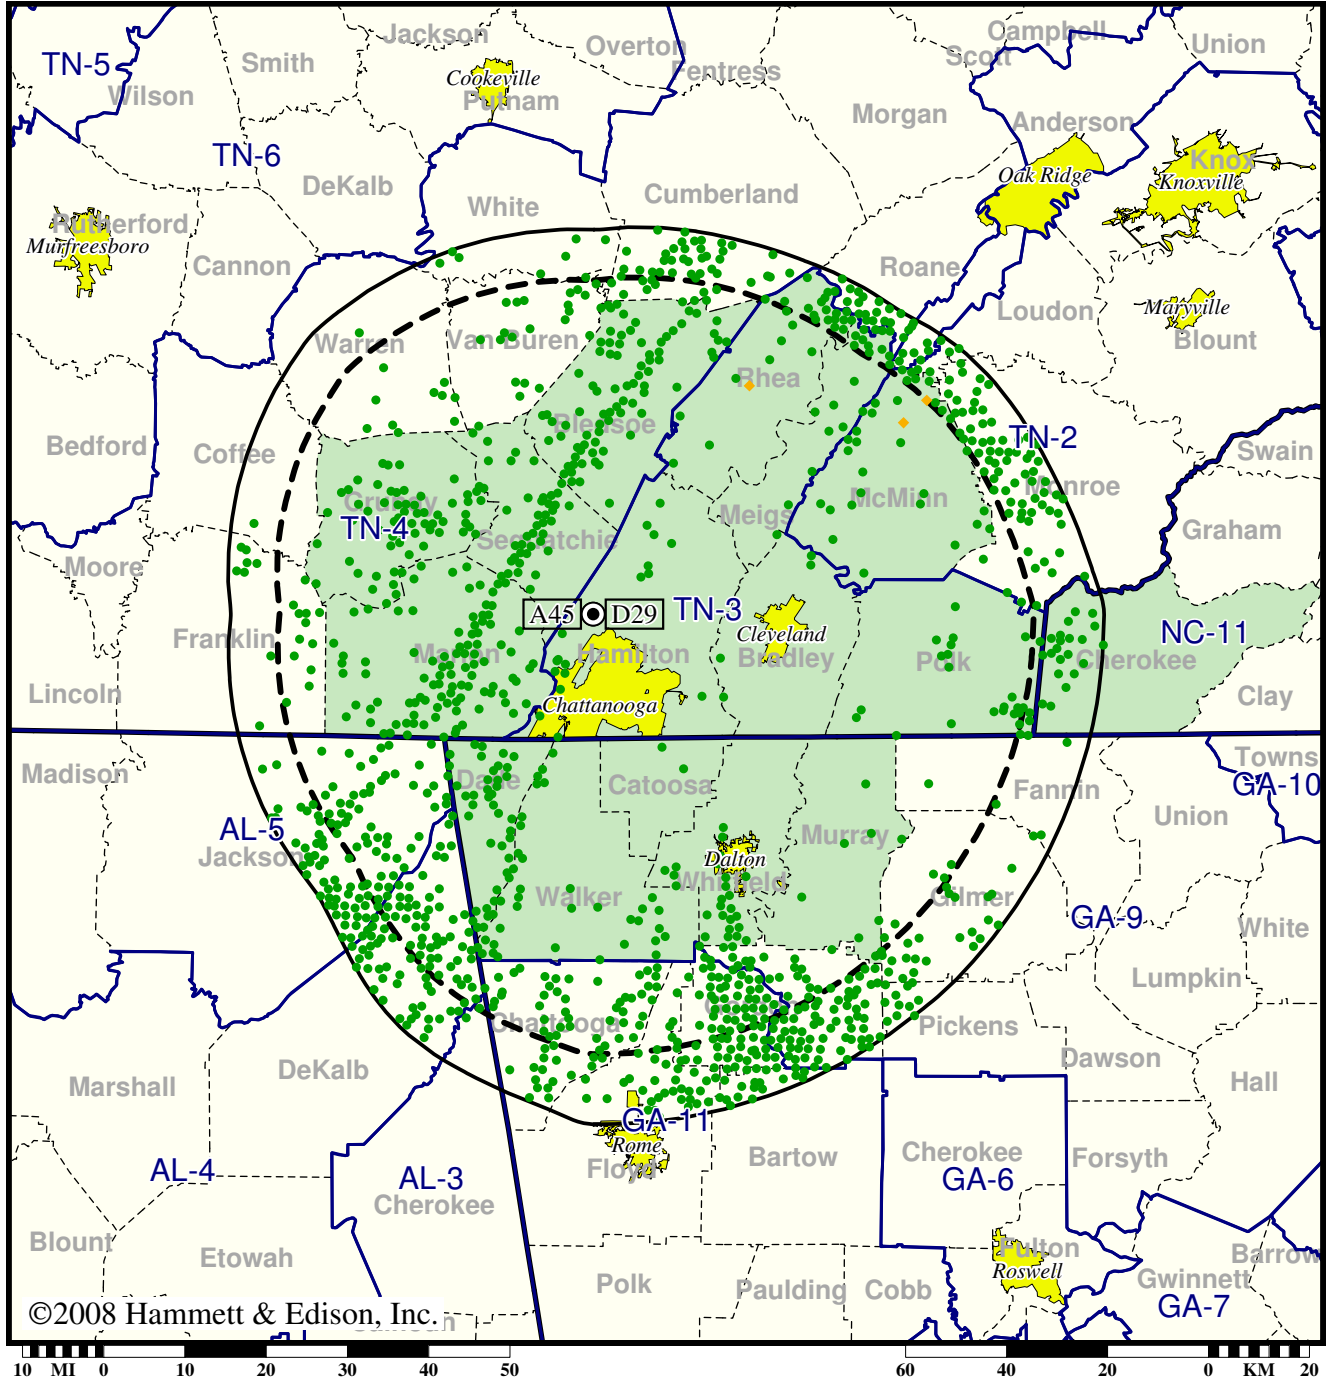 Jackson
Overton
Campbell
Union
TN-5
Smith
Fentress
Scott
Cookeville
Wilson
Putnam
Morgan
Anderson
TN-6
DeKalb
Knox
Oak Ridge
Knoxville
White
Cumberland
Rutherford
Murfreesboro
Cannon
Roane
Loudon
Maryville
Warren
Van Buren
Blount
Rhea
Bledsoe
Bedford
Coffee
TN-2
Swain
Grundy
Monroe
TN-4
McMinn
Meigs
Sequatchie
Graham
Moore
A45
D29
TN-3
Franklin
Cleveland
NC-11
Marion
Hamilton
Bradley
Polk
Cherokee
Lincoln
Chattanooga
Clay
Madison
Dade
Catoosa
Fannin
Towns
GA-10
AL-5
Jackson
Murray
Union
Dalton
Whitfield
Walker
Gilmer
GA-9
White
Lumpkin
Chattooga
Gordon
Pickens
Dawson
DeKalb
Marshall
Hall
GA-11
Rome
Floyd
Bartow
Cherokee
GA-6
Forsyth
AL-4
AL-3
Cherokee
Blount
Etowah
Fulton
Roswell
Barrow
Polk
Paulding
Cobb
Gwinnett
GA-7
©2008 Hammett & Edison, Inc.
Calhoun
10 MI 0 10 20 30 40 50
60 40 20 0 KM 20